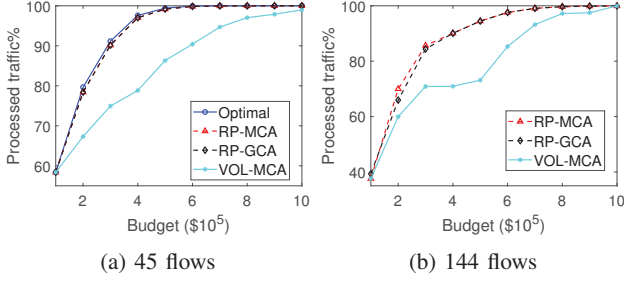 100
90
80
70
60
Processed traffic%
2 4 6 8 10
Budget ($10^5)
Optimal
RP-MCA
RP-GCA
VOL-MCA
(a) 45 flows
100
80
60
40
Processed traffic%
2 4 6 8 10
Budget ($10^5)
RP-MCA
RP-GCA
VOL-MCA
(b) 144 flows